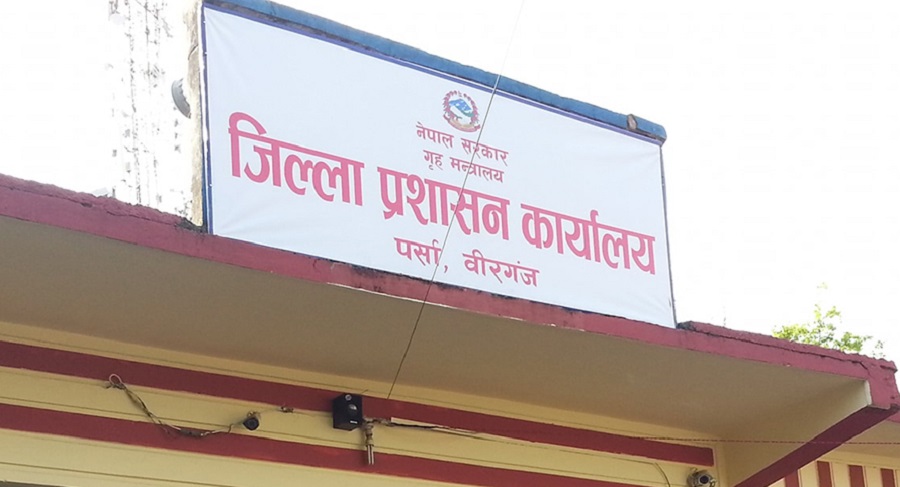 नेपाल सरकार
गृह मन्त्रालय
जिल्ला प्रशासन कार्यालय
पर्सा, वीरगंज